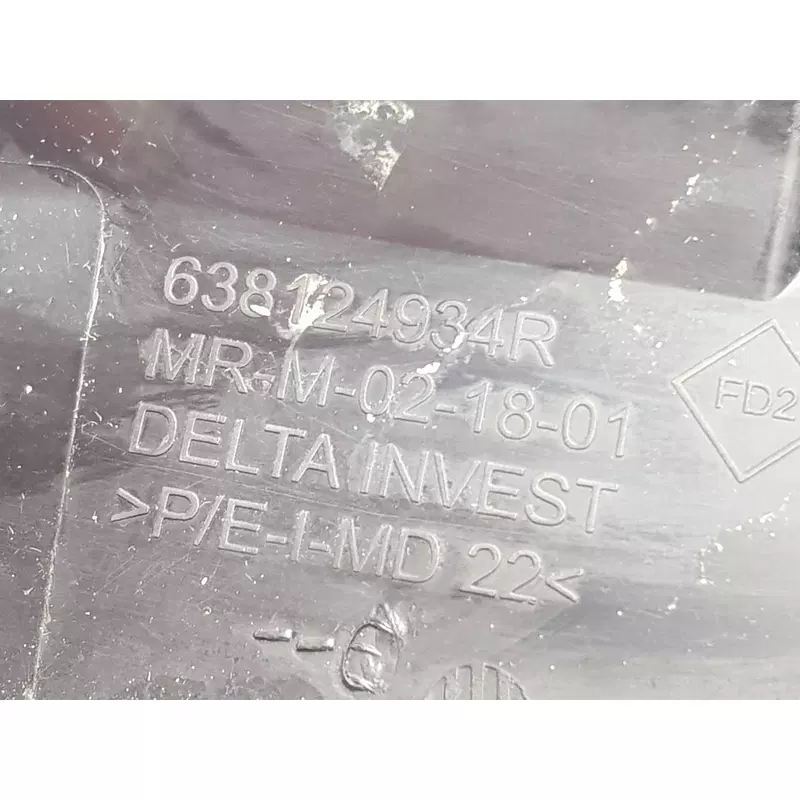 638124934R
MR-M-02-18-01
DELTA INVEST
>P/E-I-MD 22<
FD2